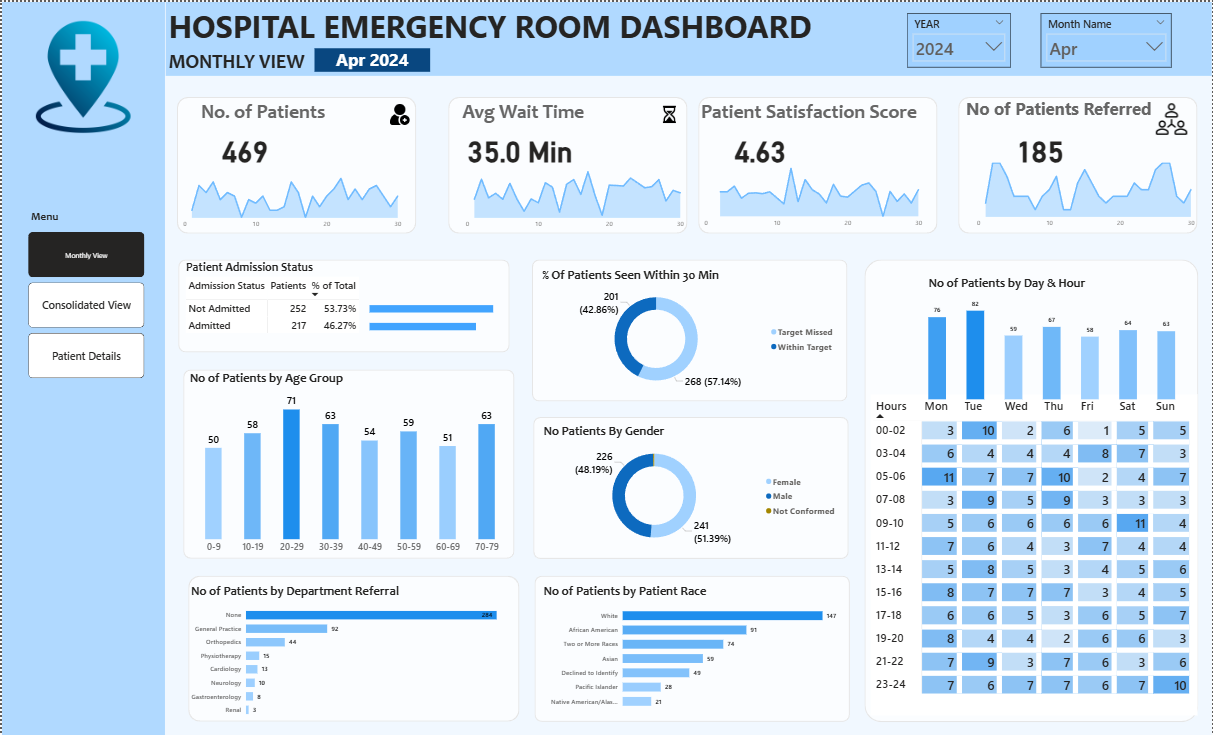 HOSPITAL EMERGENCY ROOM DASHBOARD
MONTHLY VIEW Apr 2024
YEAR
2024
Month Name
Apr
No. of Patients
469
0 10 20 30
Avg Wait Time
35.0 Min
0 10 20 30
Patient Satisfaction Score
4.63
0 10 20 30
No of Patients Referred
185
0 10 20 30
Menu
Monthly View
Consolidated View
Patient Details
Patient Admission Status
Admission Status Patients % of Total
Not Admitted 252 53.73%
Admitted 217 46.27%
No of Patients by Age Group
50 58 71 63 54 59 51 63
0-9 10-19 20-29 30-39 40-49 50-59 60-69 70-79
No of Patients by Department Referral
None 284
General Practice 92
Orthopedics 44
Physiotherapy 15
Cardiology 13
Neurology 10
Gastroenterology 8
Renal 3
% Of Patients Seen Within 30 Min
201
(42.86%)
268 (57.14%)
Target Missed
Within Target
No Patients By Gender
226
(48.19%)
241
(51.39%)
Female
Male
Not Conformed
No of Patients by Patient Race
White 147
African American 91
Two or More Races 74
Asian 59
Declined to Identify 49
Pacific Islander 28
Native American/Alas... 21
No of Patients by Day & Hour
76 82 59 67 58 64 63
Hours Mon Tue Wed Thu Fri Sat Sun
00-02 3 10 2 6 1 5 5
03-04 6 4 4 4 8 7 3
05-06 11 7 7 10 2 4 7
07-08 3 9 5 9 3 3 3
09-10 5 6 6 6 6 11 4
11-12 7 6 4 3 7 4 4
13-14 5 8 5 3 4 5 6
15-16 8 7 7 7 3 4 5
17-18 6 6 5 3 6 5 7
19-20 8 4 4 2 6 6 3
21-22 7 9 3 7 6 3 6
23-24 7 6 7 7 6 7 10